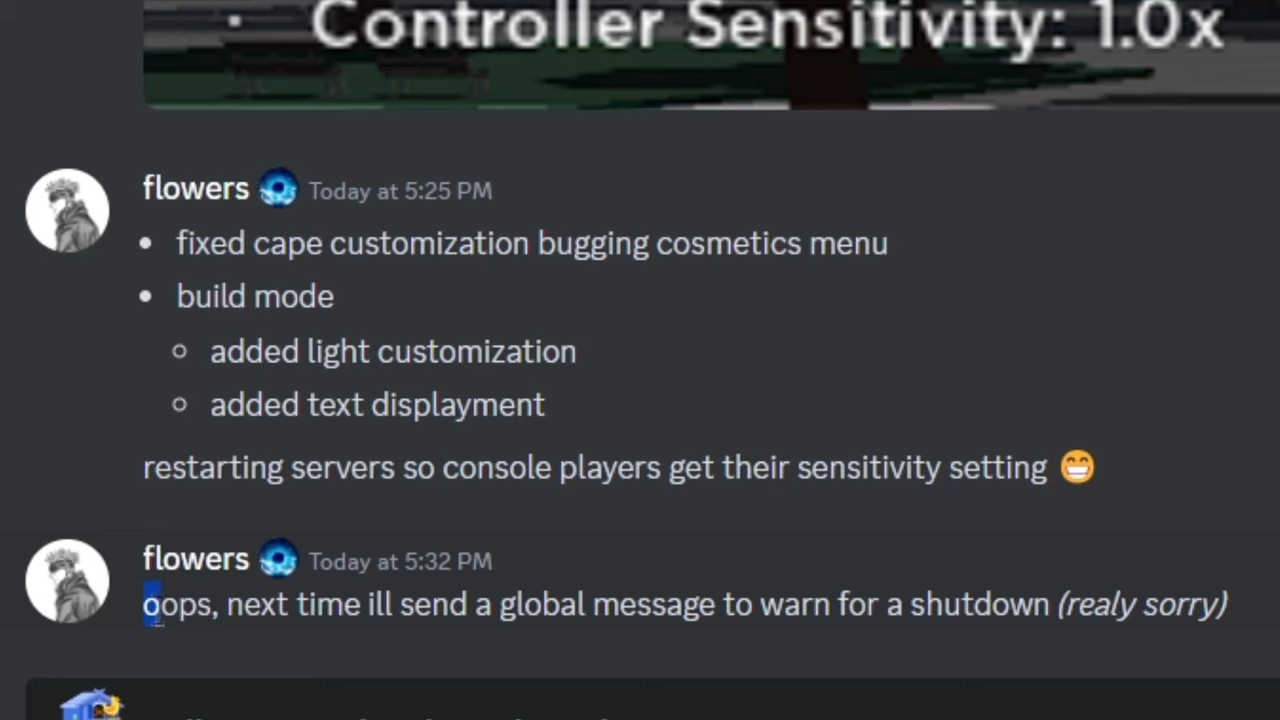 · Controller Sensitivity: 1.0x
flowers Today at 5:25 PM
• fixed cape customization bugging cosmetics menu
• build mode
◦ added light customization
◦ added text displayment
restarting servers so console players get their sensitivity setting 😁
flowers Today at 5:32 PM
oops, next time ill send a global message to warn for a shutdown (realy sorry)